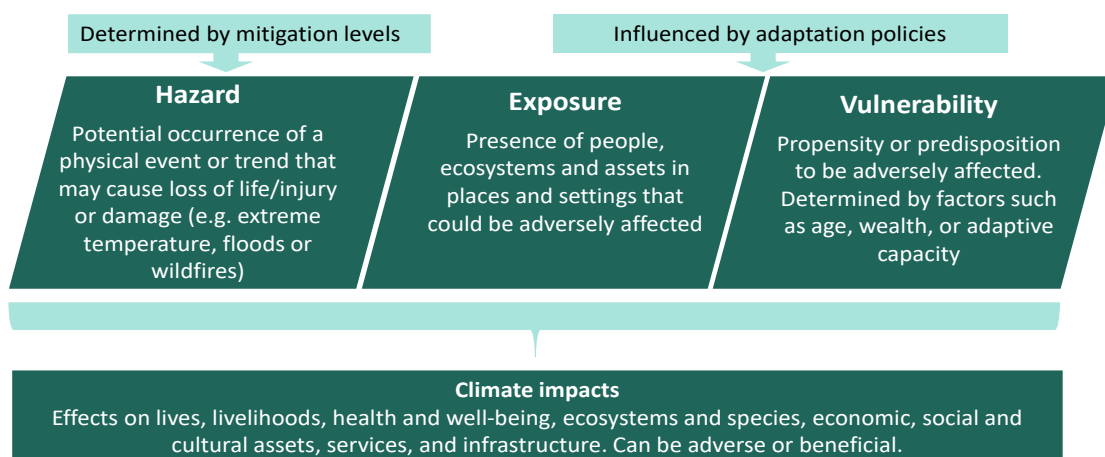 Determined by mitigation levels
Influenced by adaptation policies
Hazard
Potential occurrence of a
physical event or trend that
may cause loss of life/injury
or damage (e.g. extreme
temperature, floods or
wildfires)
Exposure
Presence of people,
ecosystems and assets in
places and settings that
could be adversely affected
Vulnerability
Propensity or predisposition
to be adversely affected.
Determined by factors such
as age, wealth, or adaptive
capacity
Climate impacts
Effects on lives, livelihoods, health and well-being, ecosystems and species, economic, social and
cultural assets, services, and infrastructure. Can be adverse or beneficial.